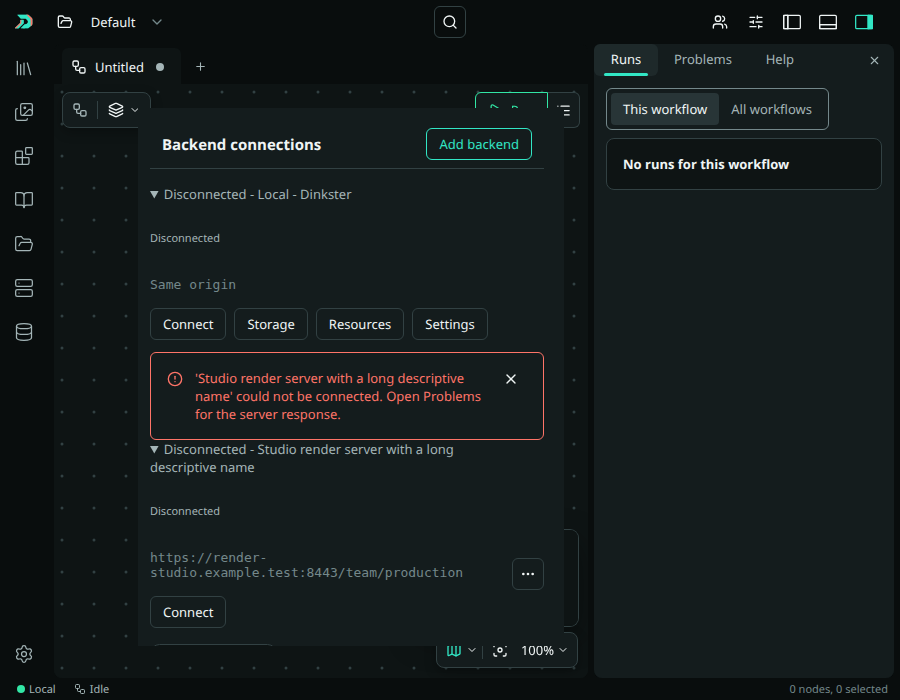 Default
Untitled
Runs
Problems
Help
This workflow
All workflows
No runs for this workflow
Backend connections
Add backend
Disconnected - Local - Dinkster
Disconnected
Same origin
Connect
Storage
Resources
Settings
'Studio render server with a long descriptive
name' could not be connected. Open Problems
for the server response.
Disconnected - Studio render server with a long
descriptive name
Disconnected
https://render-
studio.example.test:8443/team/production
Connect
100%
Local
Idle
0 nodes, 0 selected